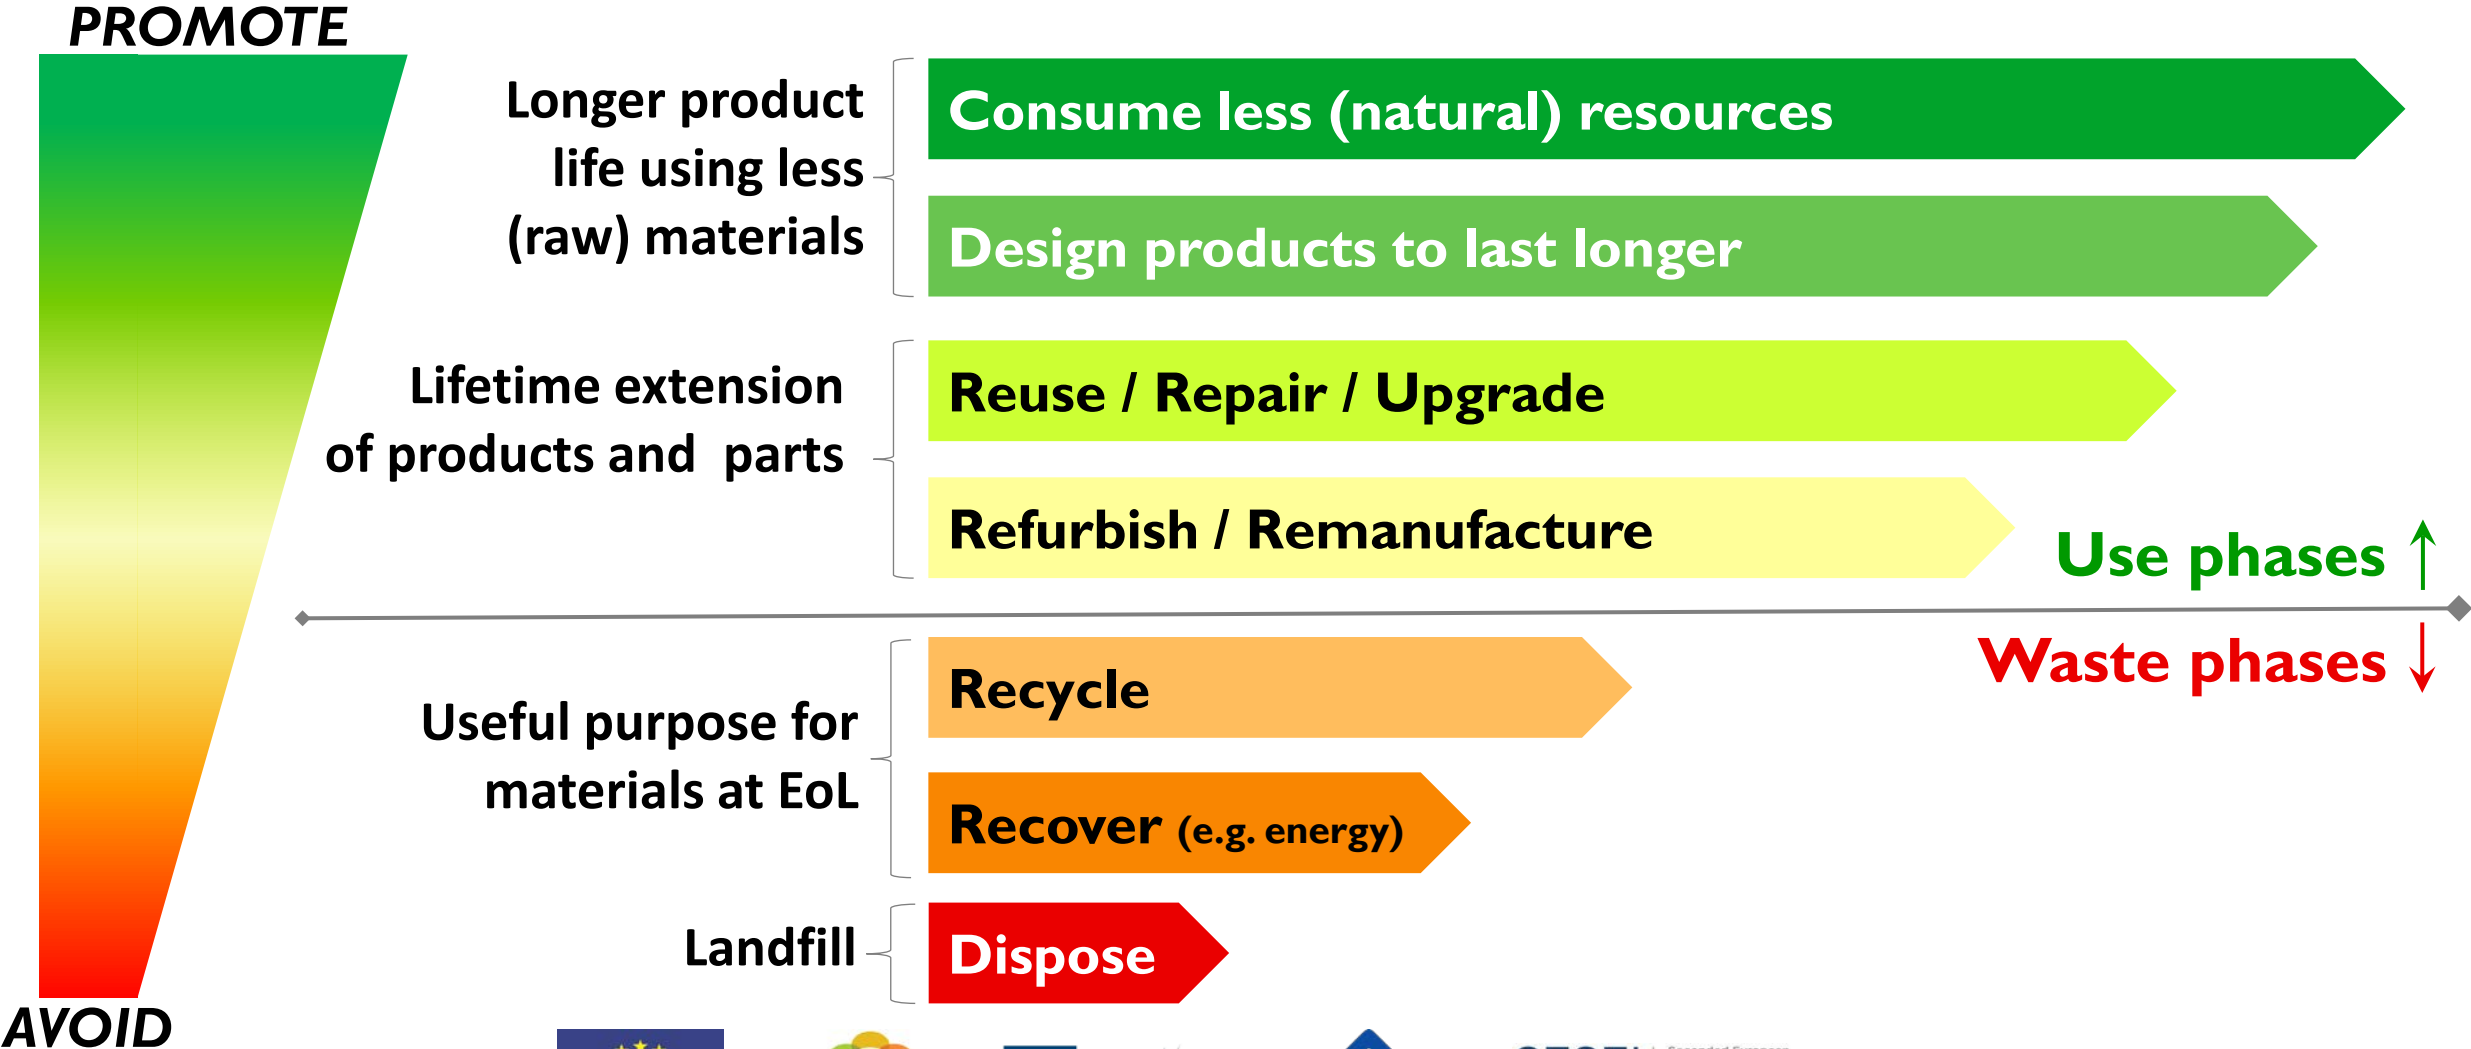 PROMOTE
Longer product
life using less
(raw) materials
Consume less (natural) resources
Design products to last longer
Lifetime extension
of products and parts
Reuse / Repair / Upgrade
Refurbish / Remanufacture
Use phases ↑
Waste phases ↓
Useful purpose for
materials at EoL
Recycle
Recover (e.g. energy)
Landfill
Dispose
AVOID